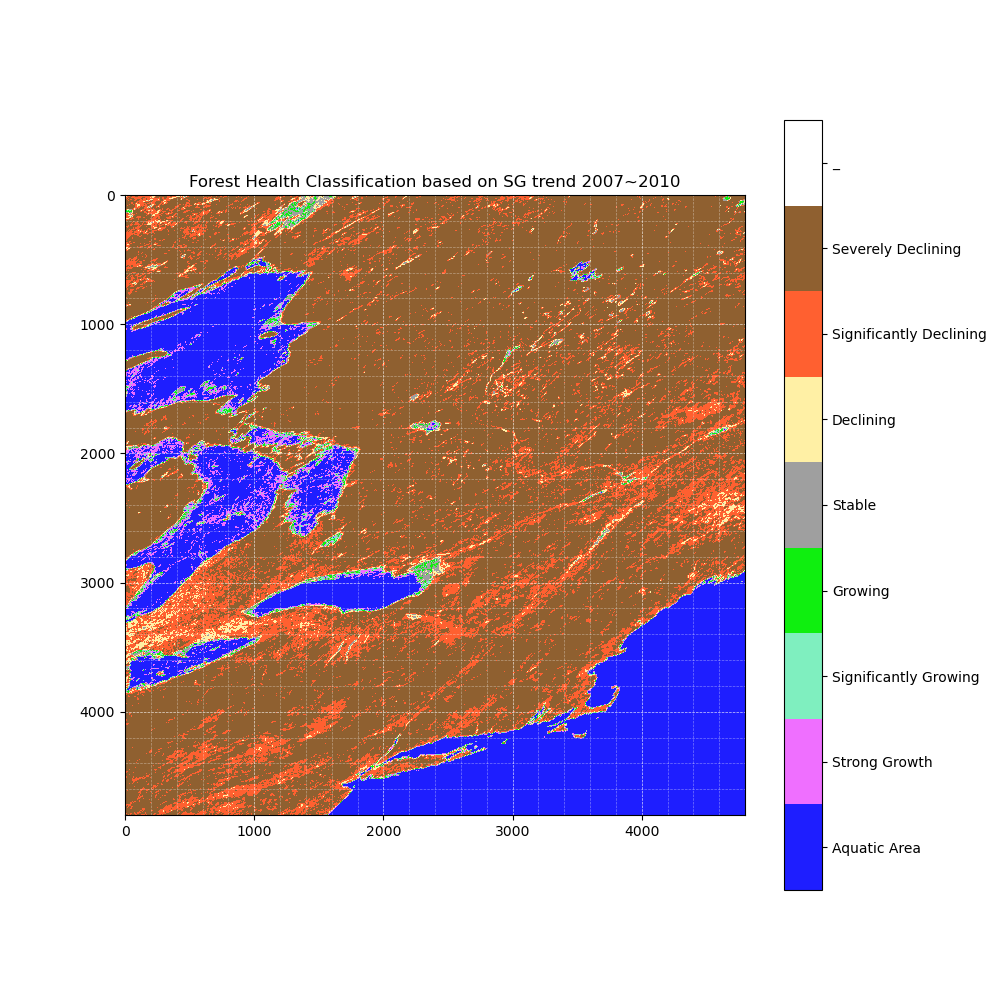 Forest Health Classification based on SG trend 2007~2010
0
1000
2000
3000
4000
0
1000
2000
3000
4000
_
Severely Declining
Significantly Declining
Declining
Stable
Growing
Significantly Growing
Strong Growth
Aquatic Area